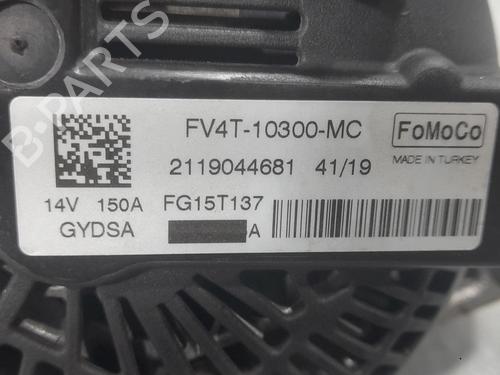 B-PARTS
FV4T-10300-MC
FoMoCo
2119044681 41/19
MADE IN TURKEY
14V 150A FG15T137
GYDSA
A